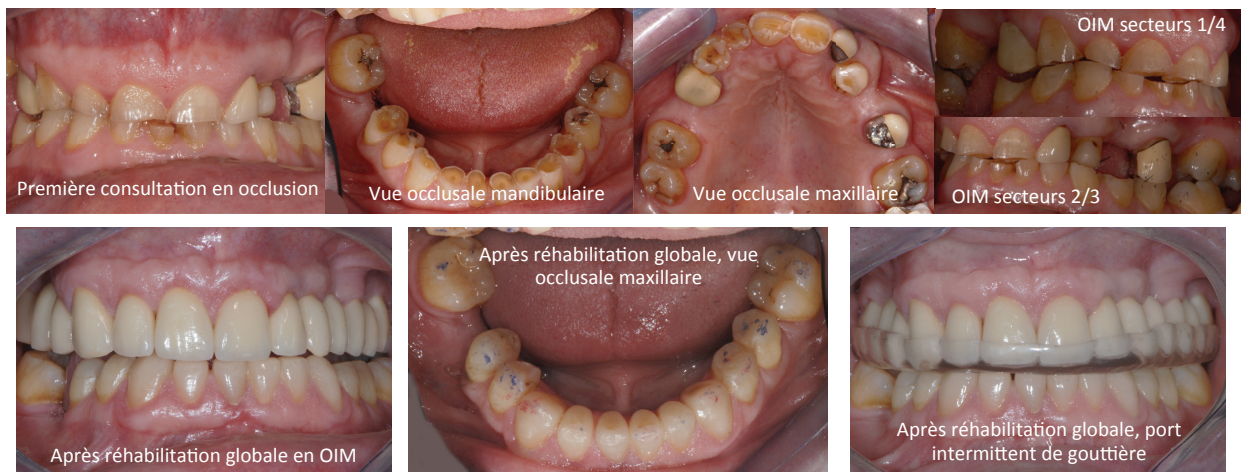 Première consultation en occlusion
Vue occlusale mandibulaire
Vue occlusale maxillaire
OIM secteurs 1/4
OIM secteurs 2/3
Après réhabilitation globale en OIM
Après réhabilitation globale, vue
occlusale maxillaire
Après réhabilitation globale, port
intermittent de gouttière